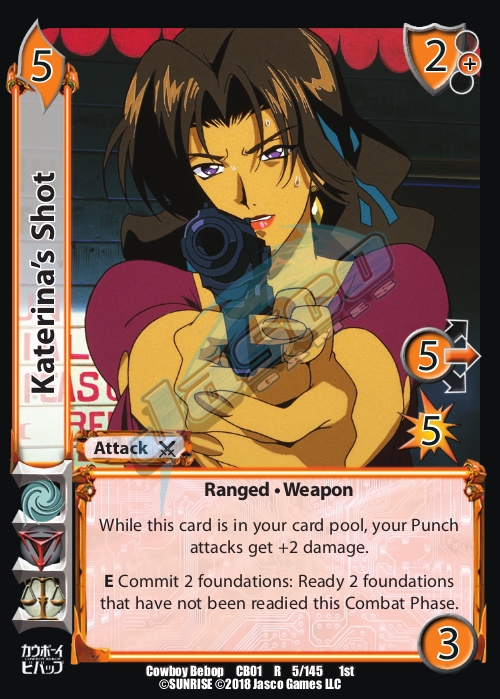 5
2
+
Katerina's Shot
5
5
Attack
Ranged • Weapon
While this card is in your card pool, your Punch
attacks get +2 damage.
E Commit 2 foundations: Ready 2 foundations
that have not been readied this Combat Phase.
3
カウボーイ
ビバップ
Cowboy Bebop CB01 R 5/145 1st
©SUNRISE ©2018 Jasco Games LLC
Jasco
GAMES